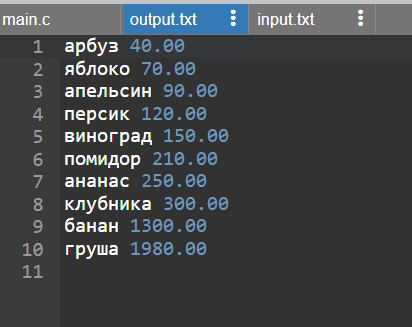 main.c output.txt input.txt
1 арбуз 40.00
2 яблоко 70.00
3 апельсин 90.00
4 персик 120.00
5 виноград 150.00
6 помидор 210.00
7 ананас 250.00
8 клубника 300.00
9 банан 1300.00
10 груша 1980.00
11